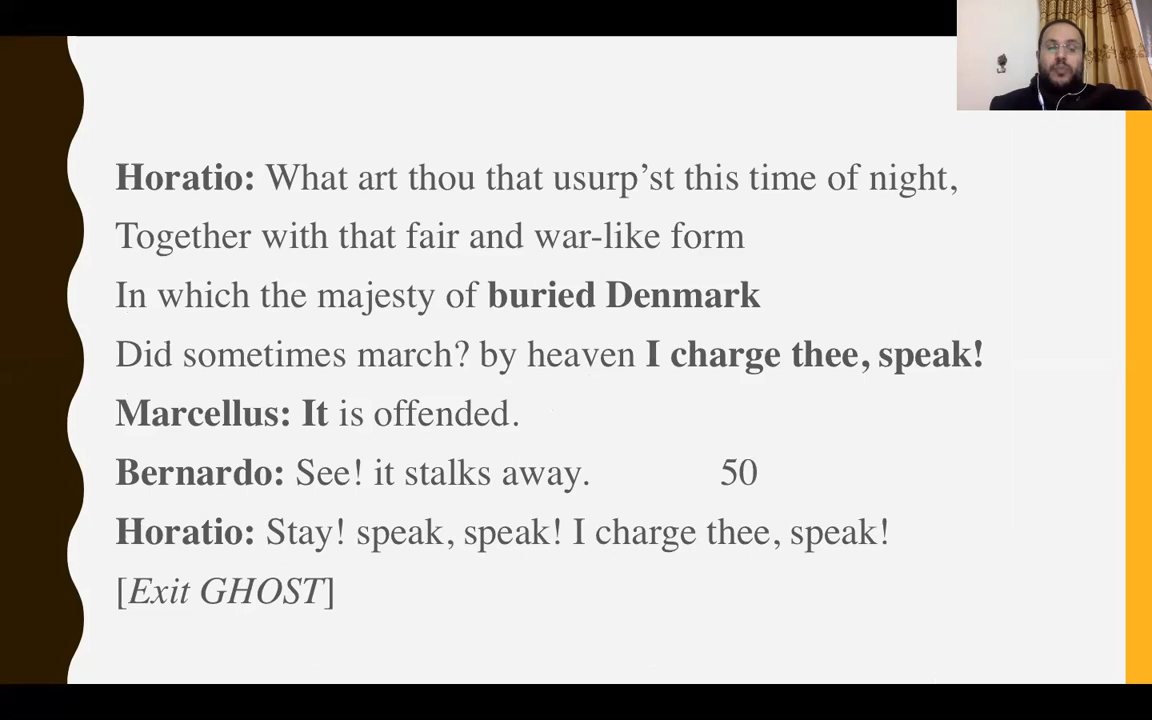 Horatio: What art thou that usurp’st this time of night,
Together with that fair and war-like form
In which the majesty of buried Denmark
Did sometimes march? by heaven I charge thee, speak!
Marcellus: It is offended.
Bernardo: See! it stalks away. 50
Horatio: Stay! speak, speak! I charge thee, speak!
[Exit GHOST]